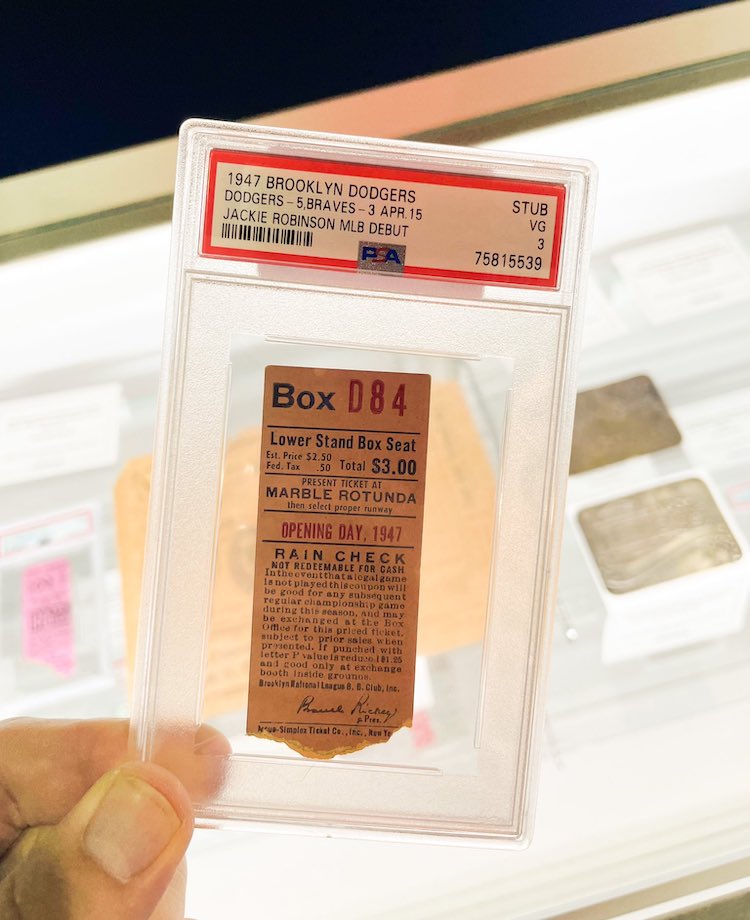 1947 BROOKLYN DODGERS
DODGERS-5,BRAVES-3 APR.15
JACKIE ROBINSON MLB DEBUT
STUB
VG
3
PSA
75815539
Box D84
Lower Stand Box Seat
Est. Price $2.50
Fed. Tax .50 Total $3.00
PRESENT TICKET AT
MARBLE ROTUNDA
then select proper runway
OPENING DAY, 1947
RAIN CHECK
NOT REDEEMABLE FOR CASH
In the event that a legal game
is not played this coupon will
be good for any subsequent
regular championship game
during this season, and may
be exchanged at the Box
Office for this priced ticket,
subject to prior sales when
presented. If punched with
letter P value is reduced $1.25
and good only at exchange
booth inside grounds.
Brooklyn National League B. B. Club, Inc.
Branch Rickey
Pres.
Simplex Ticket Co., Inc., New Yo